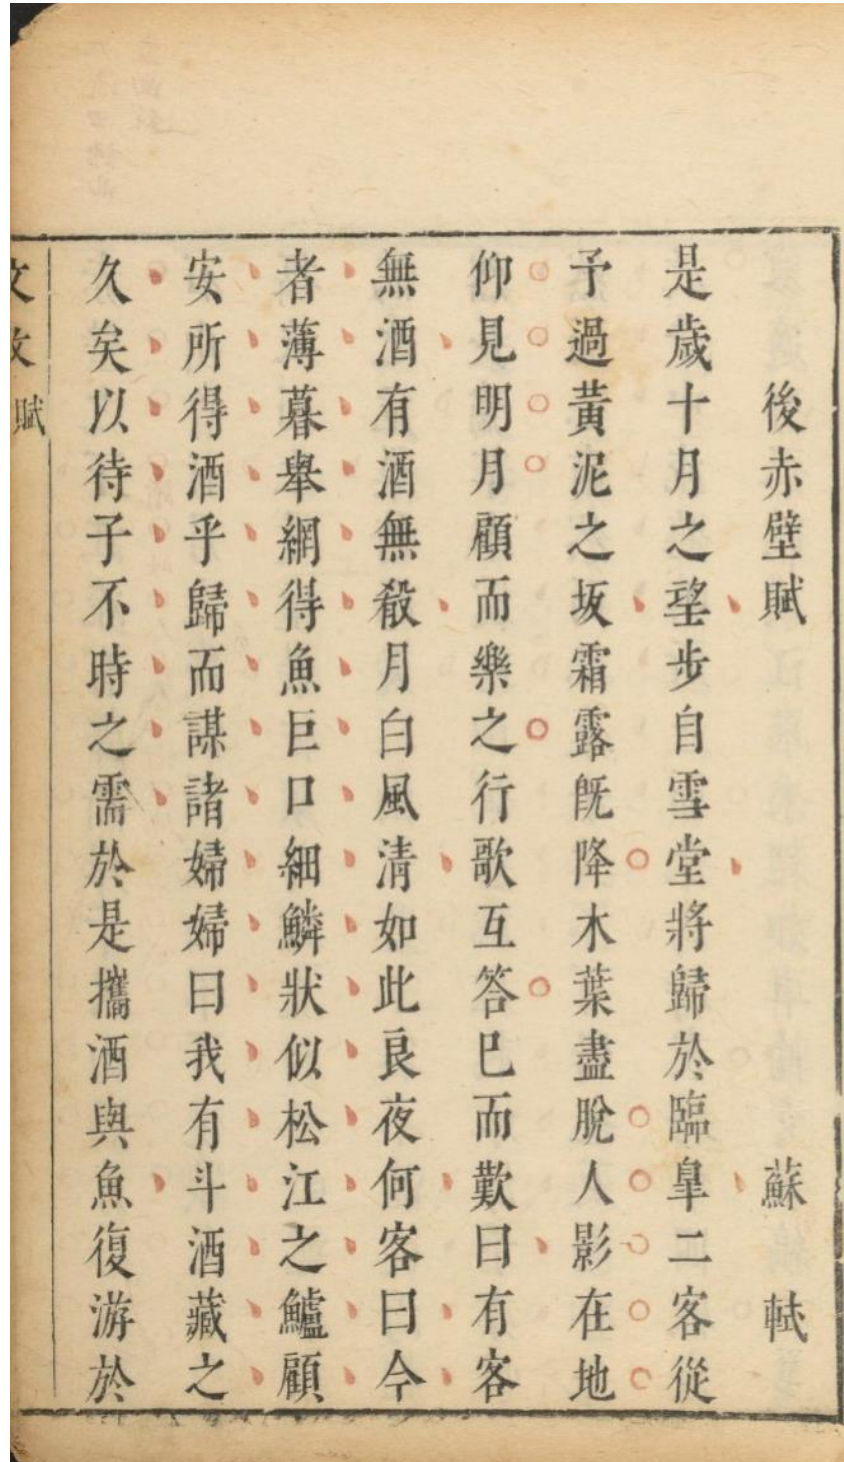 後赤壁賦 蘇軾
是歲十月之望步自雪堂將歸於臨皐二客從
予過黃泥之坂霜露旣降木葉盡脫人影在地
仰見明月顧而樂之行歌互答巳而歎曰有客
無酒有酒無殽月白風清如此良夜何客曰今
者薄暮舉網得魚巨口細鱗狀似松江之鱸顧
安所得酒乎歸而謀諸婦婦曰我有斗酒藏之
久矣以待子不時之需於是攜酒與魚復游於
賦